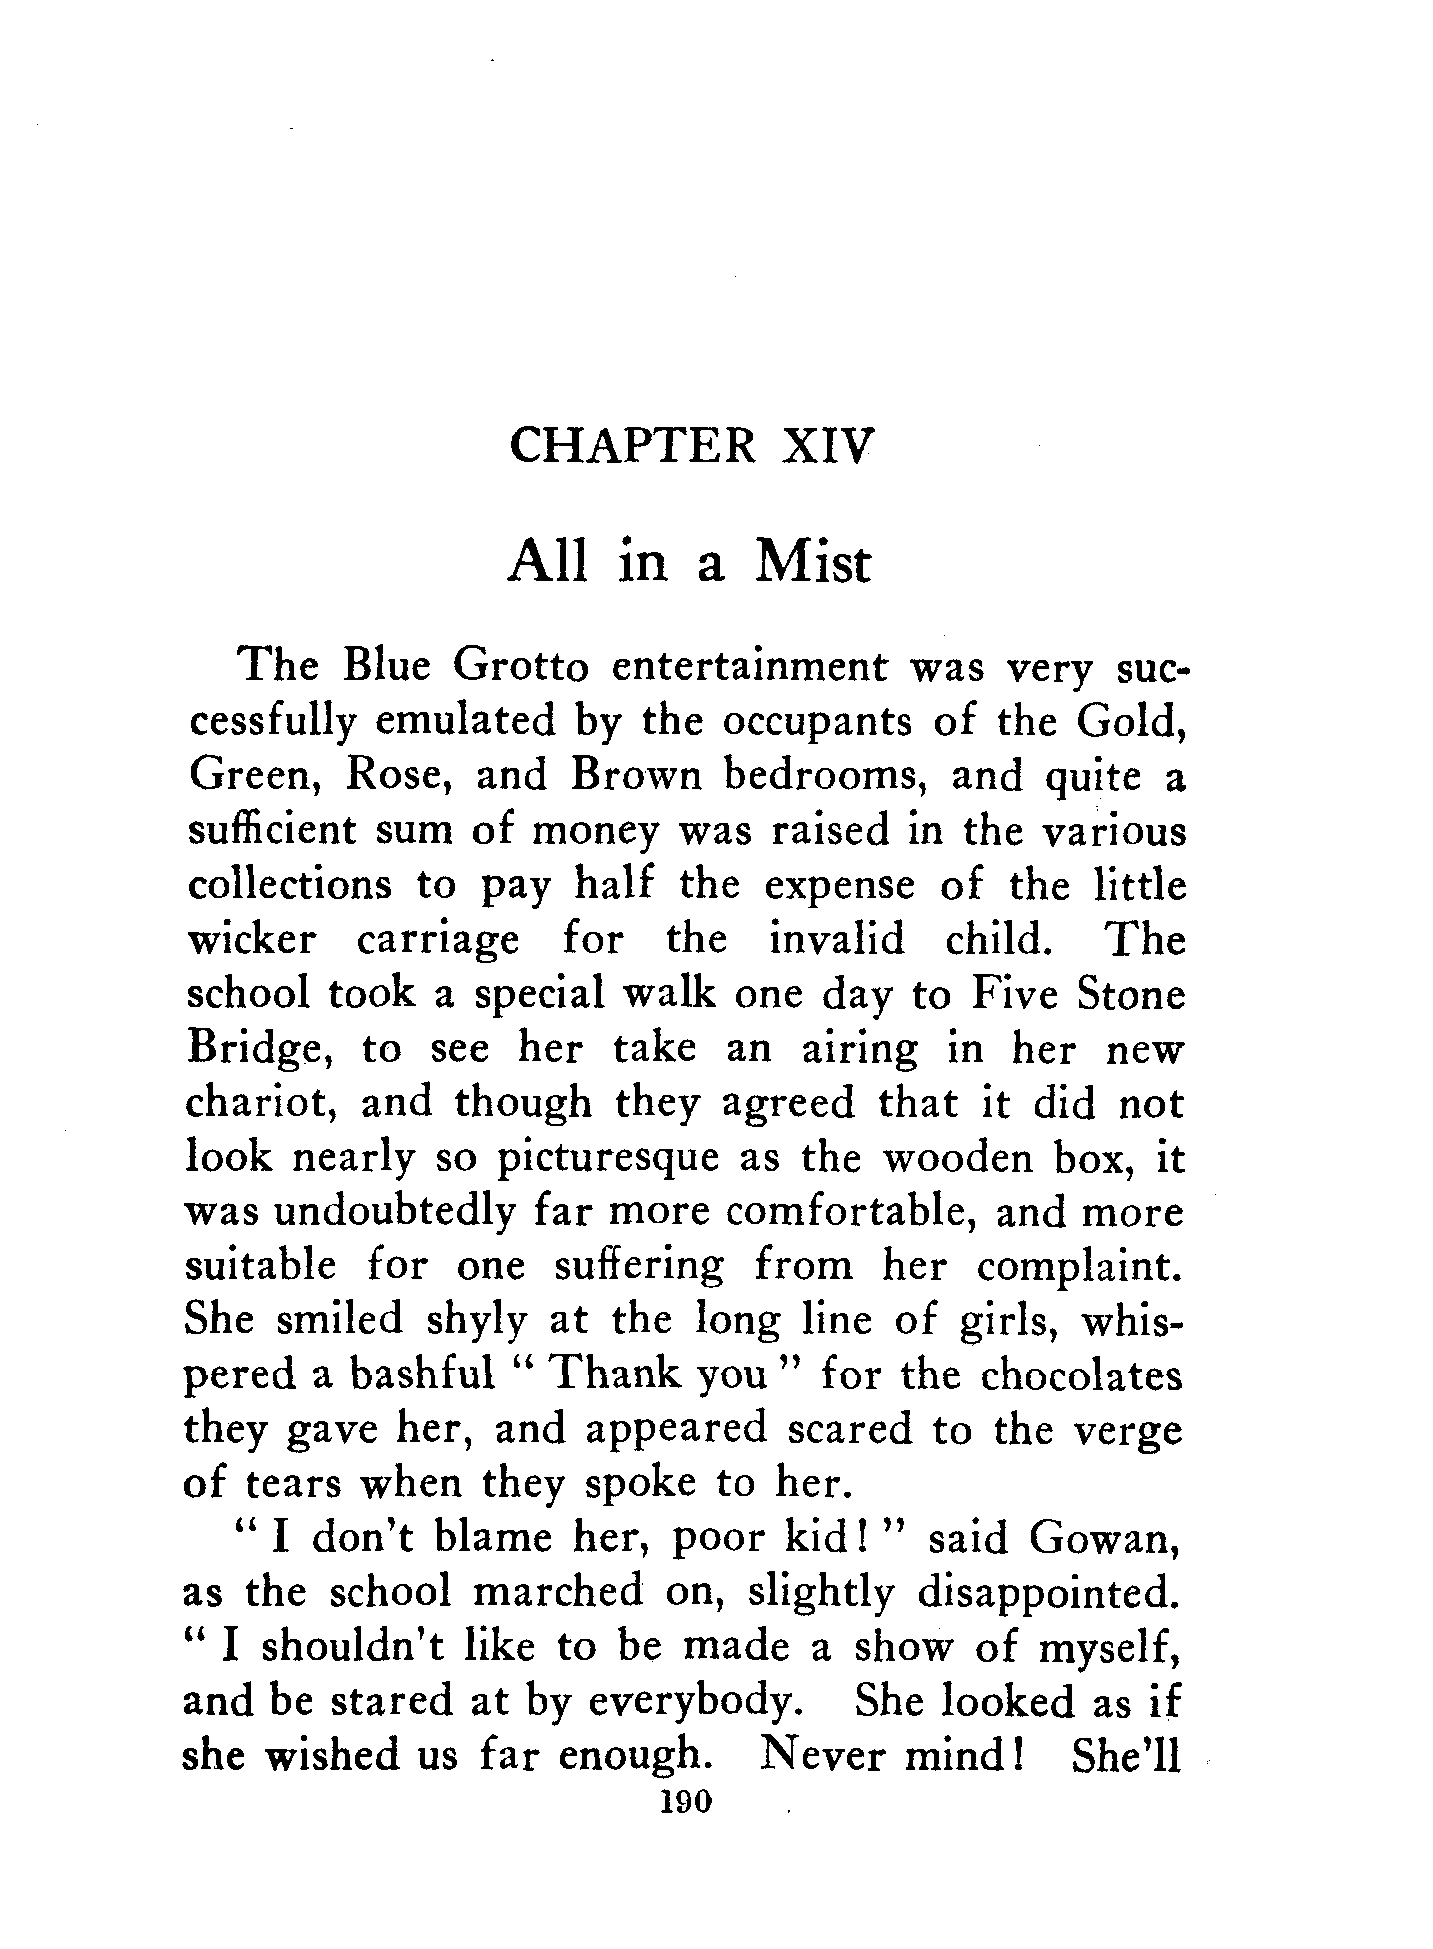 CHAPTER XIV
All in a Mist
The Blue Grotto entertainment was very suc-
cessfully emulated by the occupants of the Gold,
Green, Rose, and Brown bedrooms, and quite a
sufficient sum of money was raised in the various
collections to pay half the expense of the little
wicker carriage for the invalid child. The
school took a special walk one day to Five Stone
Bridge, to see her take an airing in her new
chariot, and though they agreed that it did not
look nearly so picturesque as the wooden box, it
was undoubtedly far more comfortable, and more
suitable for one suffering from her complaint.
She smiled shyly at the long line of girls, whis-
pered a bashful “ Thank you ” for the chocolates
they gave her, and appeared scared to the verge
of tears when they spoke to her.
“ I don't blame her, poor kid! ” said Gowan,
as the school marched on, slightly disappointed.
“ I shouldn't like to be made a show of myself,
and be stared at by everybody. She looked as if
she wished us far enough. Never mind! She'll
190